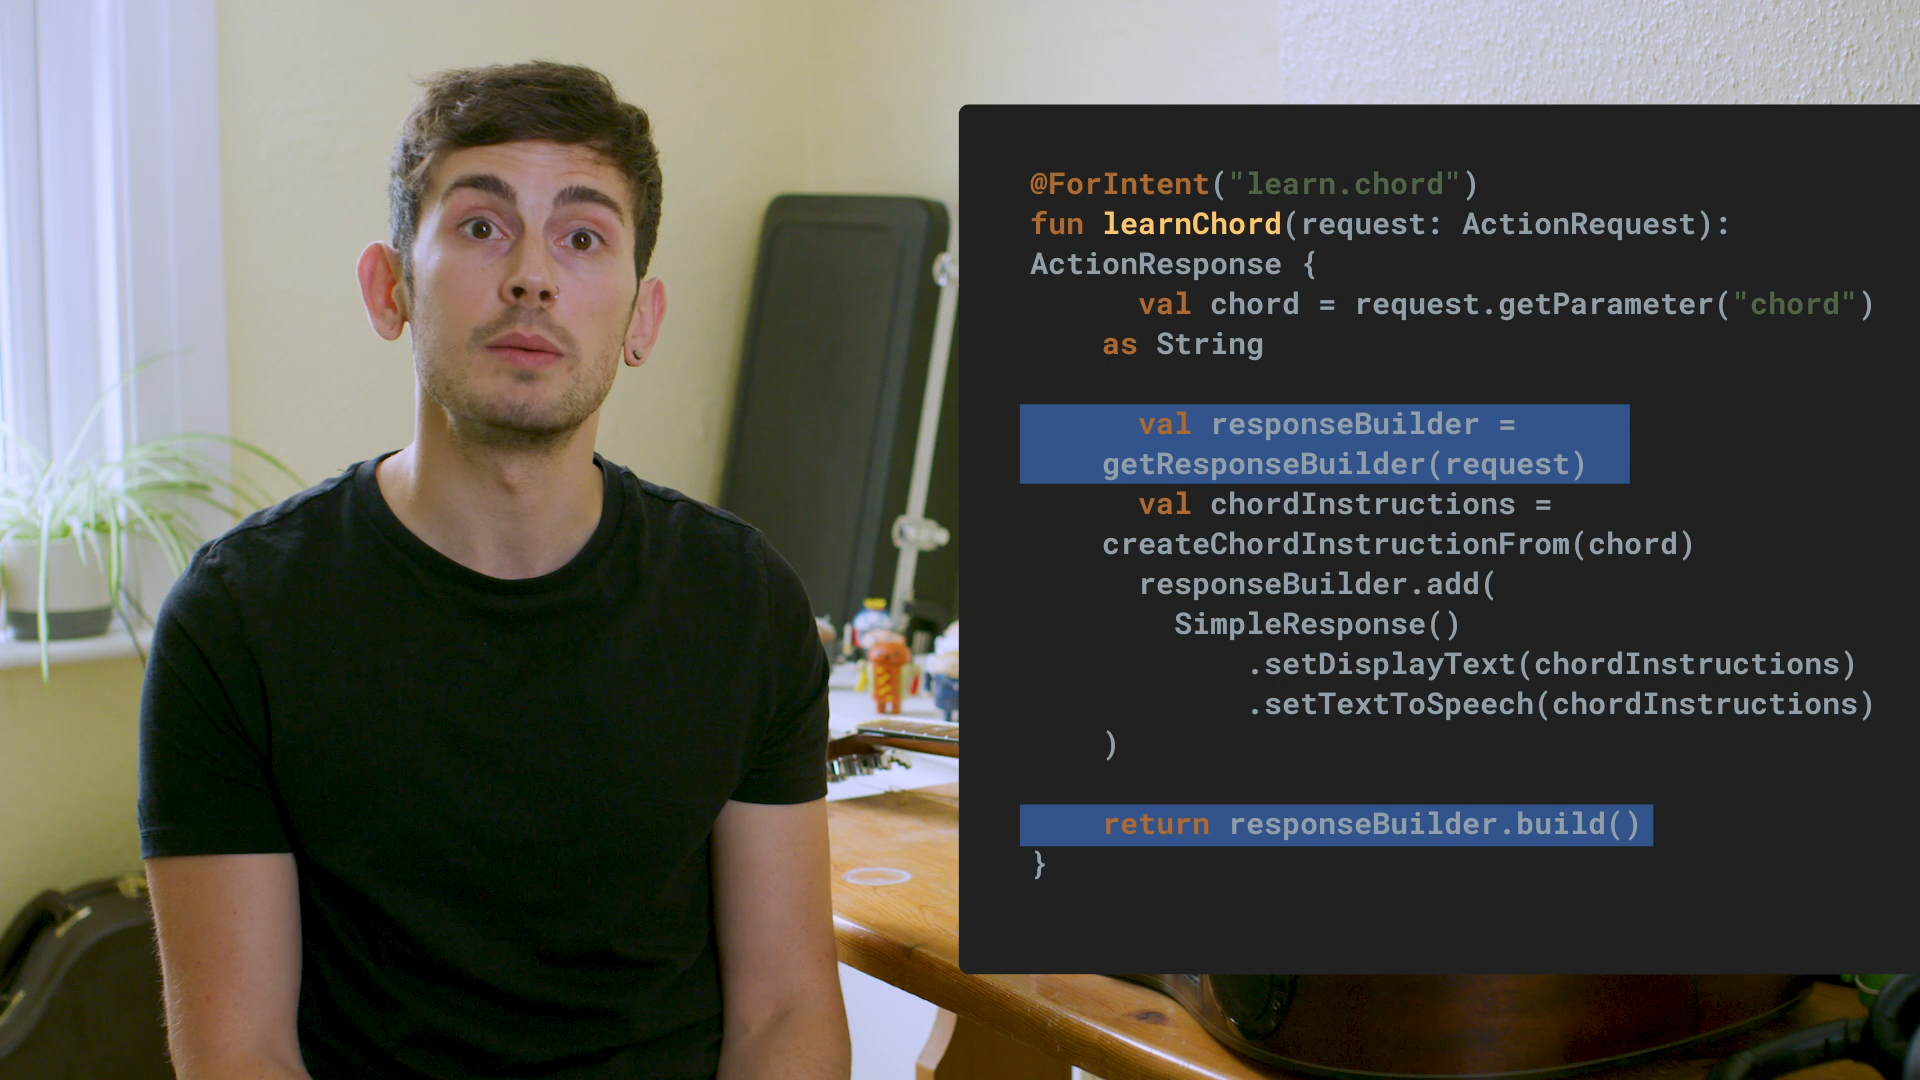 @ForIntent("learn.chord")
fun learnChord(request: ActionRequest):
ActionResponse {
val chord = request.getParameter("chord")
as String
val responseBuilder =
getResponseBuilder(request)
val chordInstructions =
createChordInstructionFrom(chord)
responseBuilder.add(
SimpleResponse()
.setDisplayText(chordInstructions)
.setTextToSpeech(chordInstructions)
)
return responseBuilder.build()
}